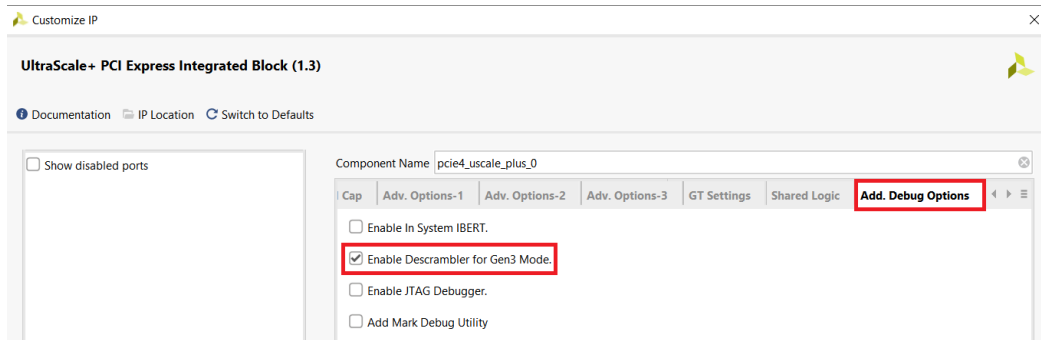 Customize IP
UltraScale+ PCI Express Integrated Block (1.3)
Documentation IP Location Switch to Defaults
Show disabled ports
Component Name pcie4_uscale_plus_0
Cap Adv. Options-1 Adv. Options-2 Adv. Options-3 GT Settings Shared Logic Add. Debug Options
Enable In System IBERT.
Enable Descrambler for Gen3 Mode.
Enable JTAG Debugger.
Add Mark Debug Utility